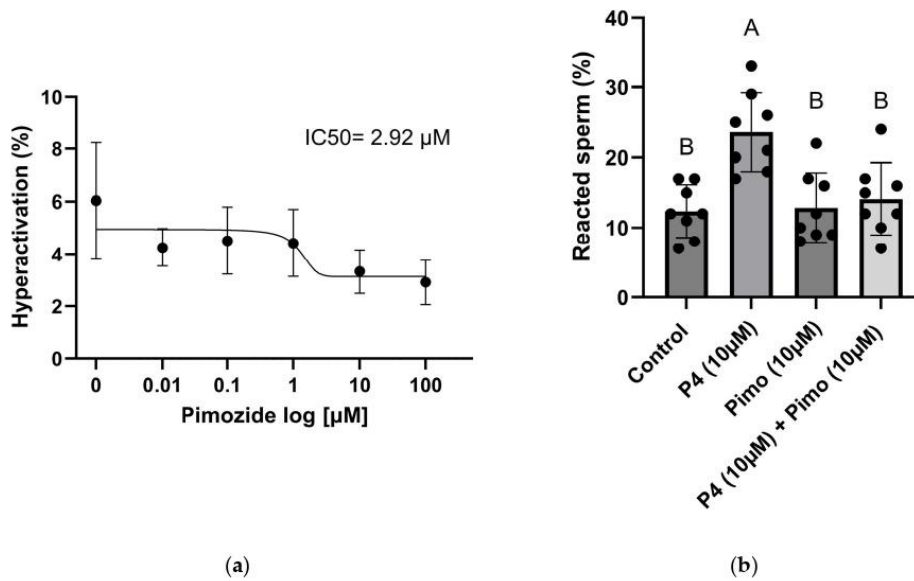 10
8
6
4
2
0
Hyperactivation (%)
IC50= 2.92 µM
0 0.01 0.1 1 10 100
Pimozide log [µM]
(a)
40
30
20
10
0
Reacted sperm (%)
B A B B
Control
P4 (10µM)
Pimo (10µM)
P4 (10µM) + Pimo (10µM)
(b)